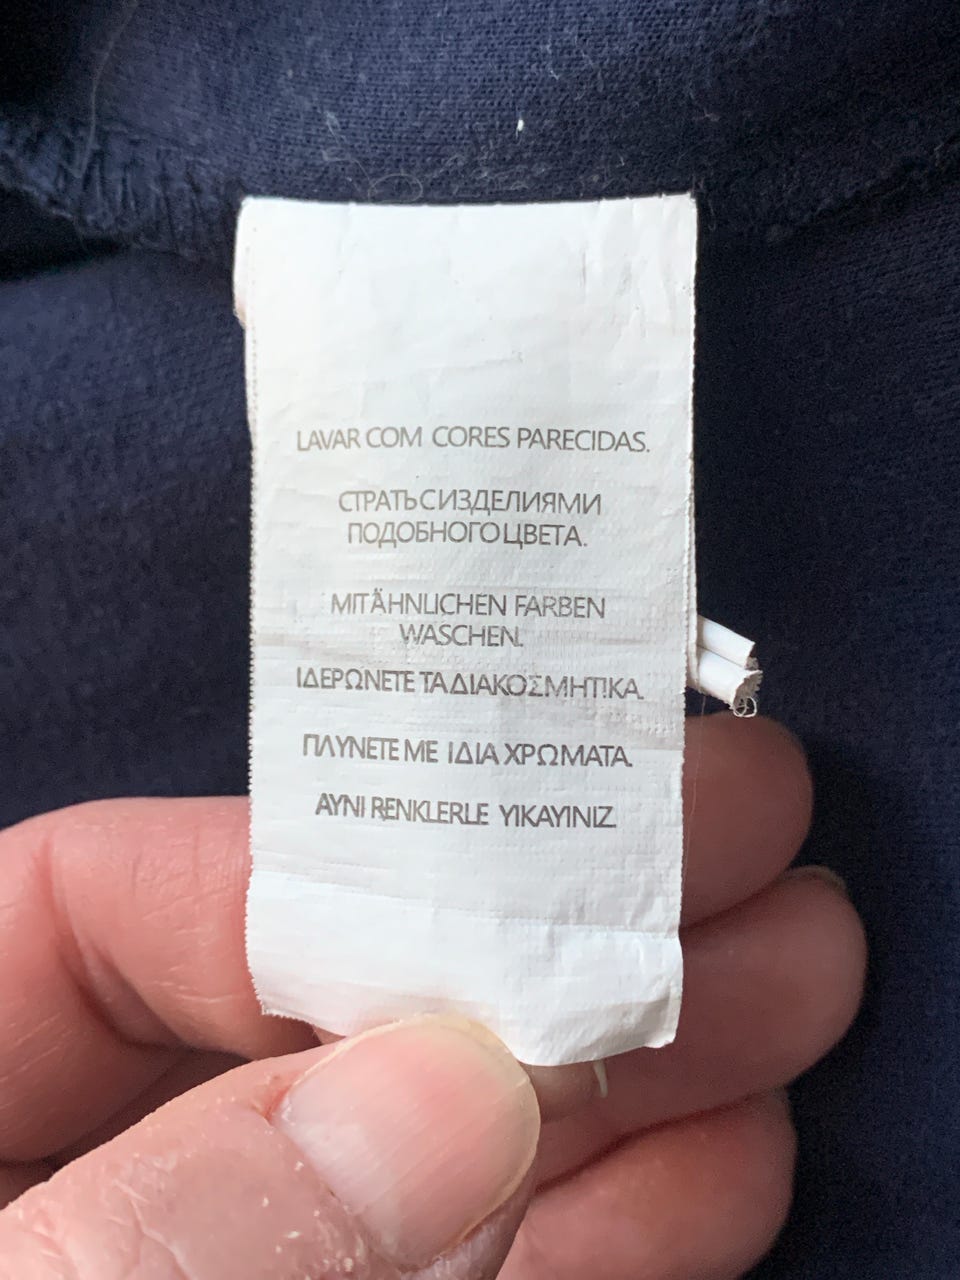 LAVAR COM CORES PARECIDAS.
СТРАТЬ С ИЗДЕЛИЯМИ
ПОДОБНОГО ЦВЕТА.
MIT ÄHNLICHEN FARBEN
WASCHEN.
ΙΔΕΡΩΝΕΤΕ ΤΑ ΔΙΑΚΟΣΜΗΤΙΚΑ.
ΠΛΥΝΕΤΕ ΜΕ ΙΔΙΑ ΧΡΩΜΑΤΑ.
AYNI RENKLERLE YIKAYINIZ.